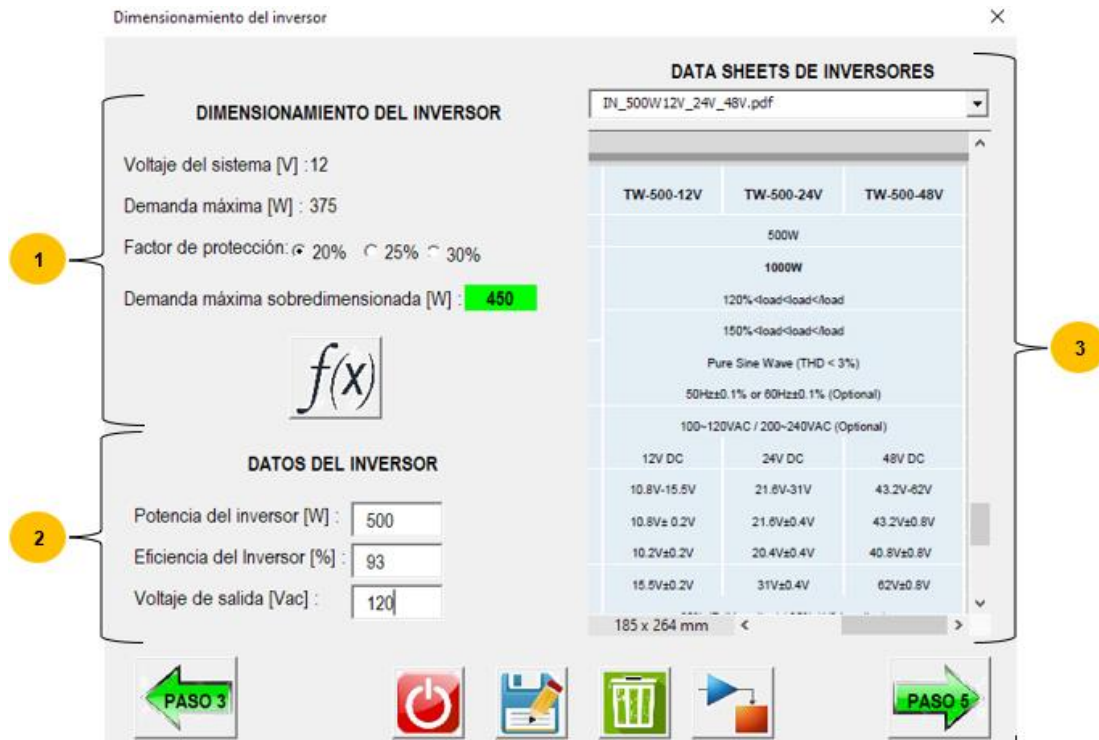 Dimensionamiento del inversor
DIMENSIONAMIENTO DEL INVERSOR
Voltaje del sistema [V] :12
Demanda máxima [W] : 375
Factor de protección: 20% 25% 30%
Demanda máxima sobredimensionada [W] : 450
f(x)
1
DATOS DEL INVERSOR
Potencia del inversor [W] : 500
Eficiencia del Inversor [%] : 93
Voltaje de salida [Vac] : 120
2
DATA SHEETS DE INVERSORES
IN_500W12V_24V_48V.pdf
TW-500-12V TW-500-24V TW-500-48V
500W
1000W
120%<load<load</load
150%<load<load</load
Pure Sine Wave (THD < 3%)
50Hz±0.1% or 60Hz±0.1% (Optional)
100~120VAC / 200~240VAC (Optional)
12V DC 24V DC 48V DC
10.8V-15.5V 21.6V-31V 43.2V-62V
10.8V± 0.2V 21.6V±0.4V 43.2V±0.8V
10.2V±0.2V 20.4V±0.4V 40.8V±0.8V
15.5V±0.2V 31V±0.4V 62V±0.8V
185 x 264 mm
3
PASO 3
PASO 5